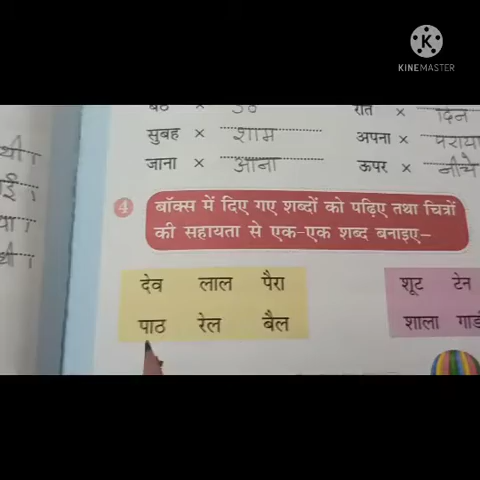 K
KINEMASTER
रात × दिन
सुबह × शाम अपना × पराया
जाना × आना ऊपर × नीचे
4 बॉक्स में दिए गए शब्दों को पढ़िए तथा चित्रों
की सहायता से एक-एक शब्द बनाइए–
देव लाल पैरा शूट टेन
पाठ रेल बैल शाला